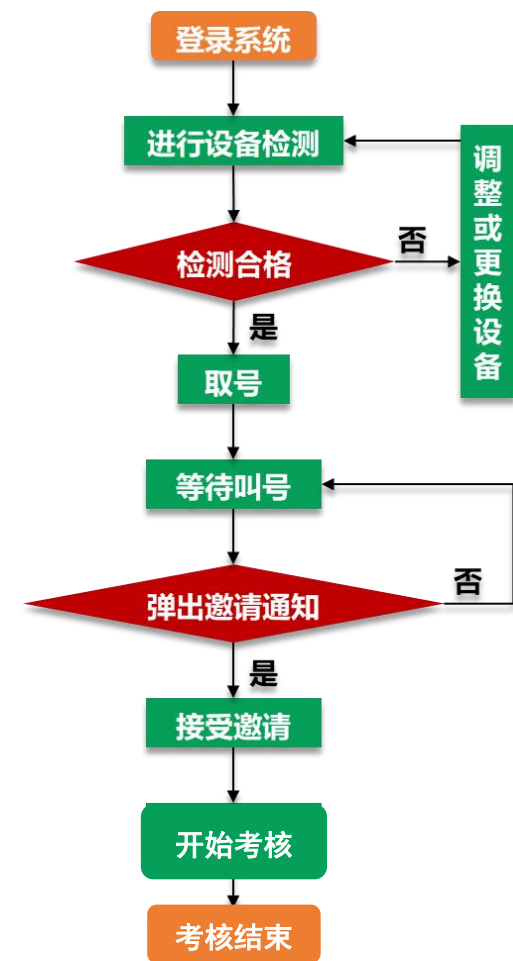 登录系统
进行设备检测
调整或更换设备
检测合格
否
是
取号
等待叫号
弹出邀请通知
否
是
接受邀请
开始考核
考核结束